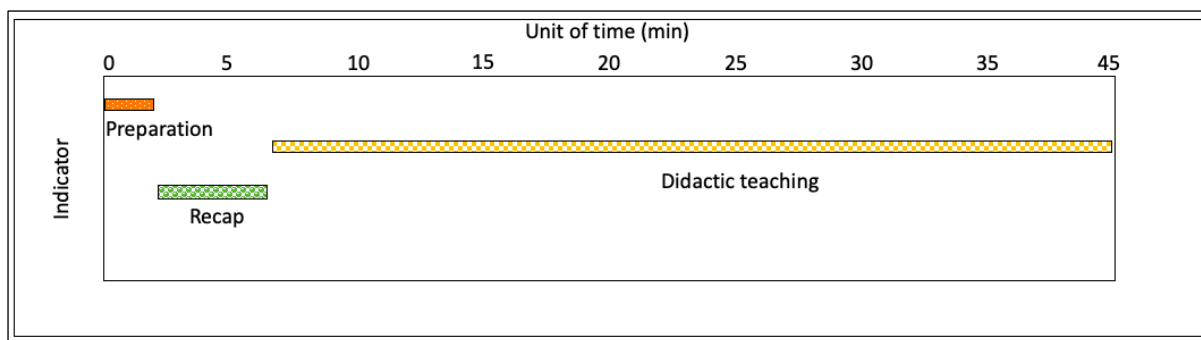 Unit of time (min)
0 5 10 15 20 25 30 35 45
Preparation
Didactic teaching
Recap
Indicator